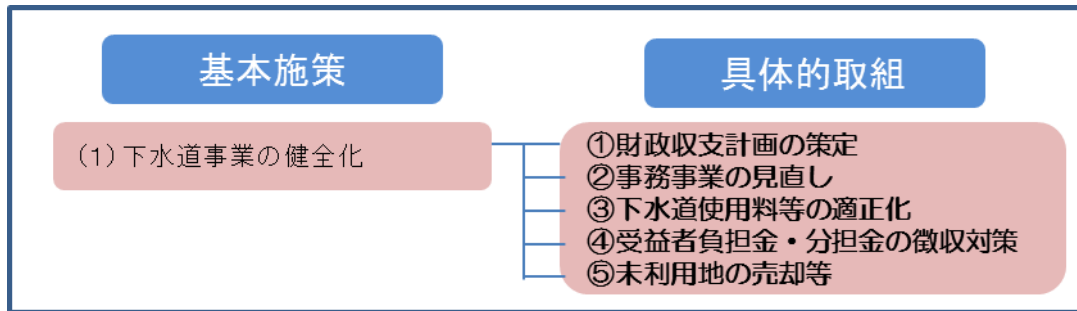 基本施策
具体的取組
(1)下水道事業の健全化
①財政収支計画の策定
②事務事業の見直し
③下水道使用料等の適正化
④受益者負担金・分担金の徴収対策
⑤未利用地の売却等